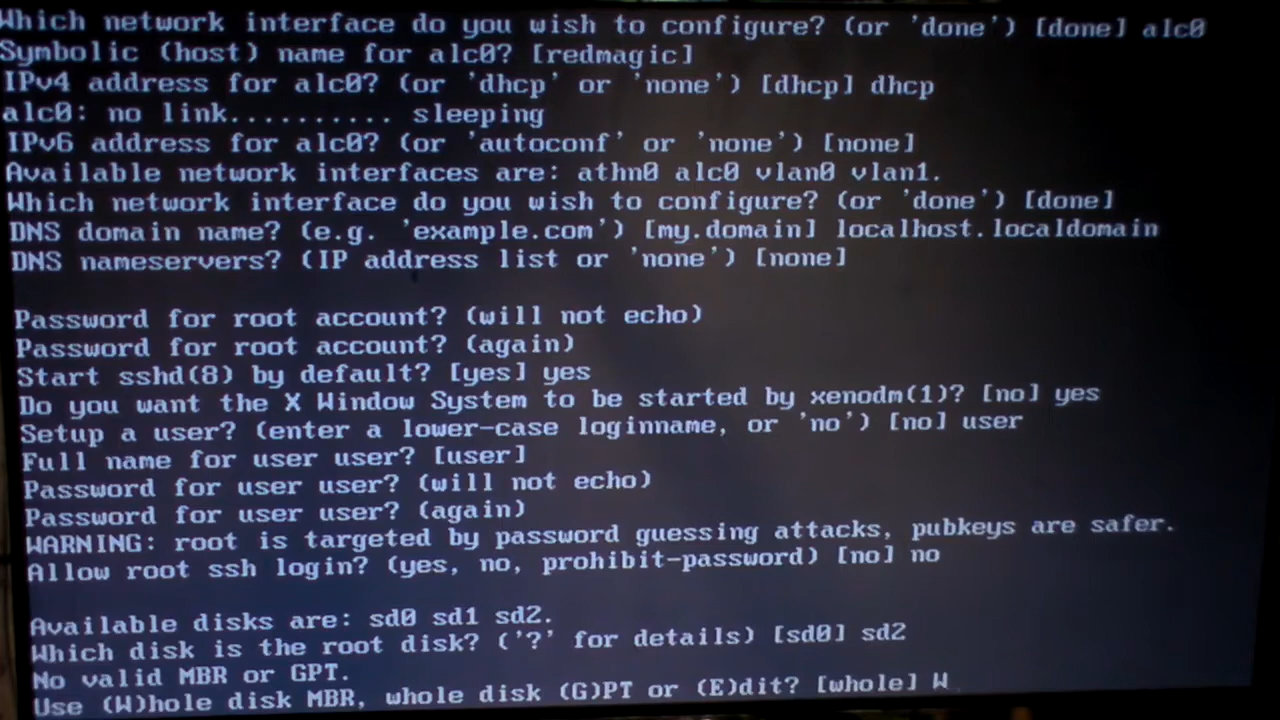 Which network interface do you wish to configure? (or 'done') [done] alc0
Symbolic (host) name for alc0? [redmagic]
IPv4 address for alc0? (or 'dhcp' or 'none') [dhcp] dhcp
alc0: no link.......... sleeping
IPv6 address for alc0? (or 'autoconf' or 'none') [none]
Available network interfaces are: athn0 alc0 vlan0 vlan1.
Which network interface do you wish to configure? (or 'done') [done]
DNS domain name? (e.g. 'example.com') [my.domain] localhost.localdomain
DNS nameservers? (IP address list or 'none') [none]
Password for root account? (will not echo)
Password for root account? (again)
Start sshd(8) by default? [yes] yes
Do you want the X Window System to be started by xenodm(1)? [no] yes
Setup a user? (enter a lower-case loginname, or 'no') [no] user
Full name for user user? [user]
Password for user user? (will not echo)
Password for user user? (again)
WARNING: root is targeted by password guessing attacks, pubkeys are safer.
Allow root ssh login? (yes, no, prohibit-password) [no] no
Available disks are: sd0 sd1 sd2.
Which disk is the root disk? ('?' for details) [sd0] sd2
No valid MBR or GPT.
Use (W)hole disk MBR, whole disk (G)PT or (E)dit? [whole] W